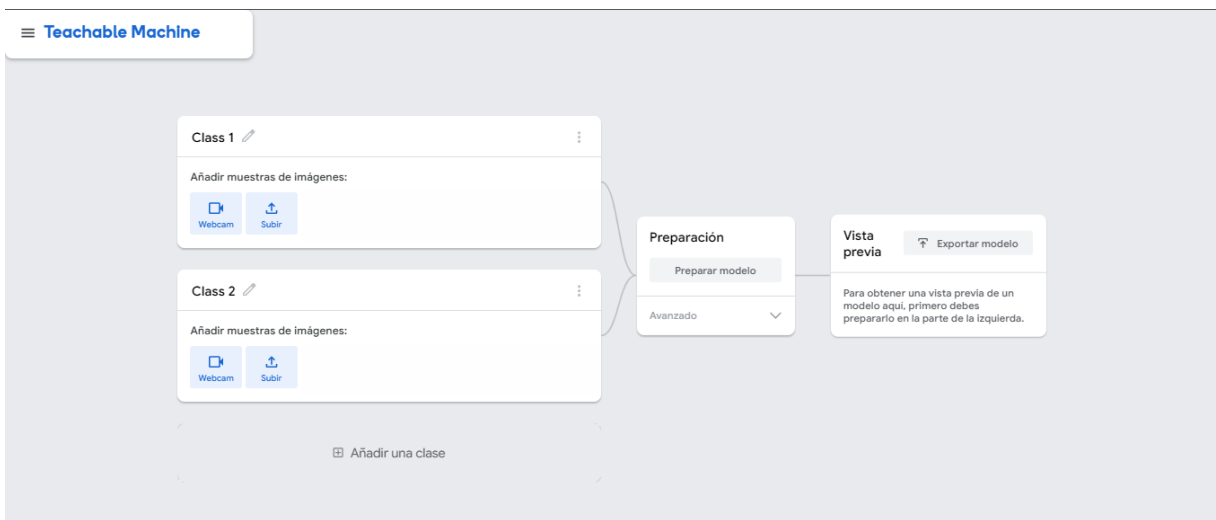 Teachable Machine
Class 1
Añadir muestras de imágenes:
Webcam
Subir
Class 2
Añadir muestras de imágenes:
Webcam
Subir
Añadir una clase
Preparación
Preparar modelo
Avanzado
Vista
previa
Exportar modelo
Para obtener una vista previa de un
modelo aquí, primero debes
prepararlo en la parte de la izquierda.